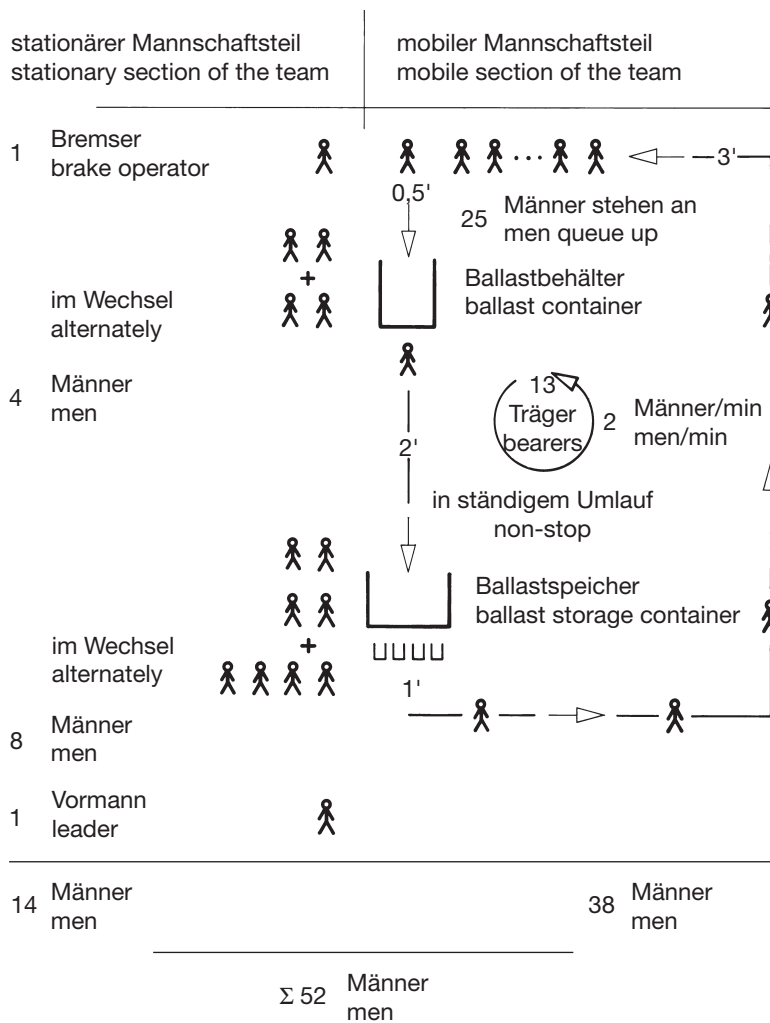 stationärer Mannschaftsteil
stationary section of the team
mobiler Mannschaftsteil
mobile section of the team
1 Bremser
brake operator
3'
0,5'
25 Männer stehen an
men queue up
+
Ballastbehälter
ballast container
im Wechsel
alternately
4 Männer
men
13
Träger
bearers
2 Männer/min
men/min
2'
in ständigem Umlauf
non-stop
Ballastspeicher
ballast storage container
im Wechsel
alternately
+
1'
8 Männer
men
1 Vormann
leader
14 Männer
men
38 Männer
men
Σ 52 Männer
men